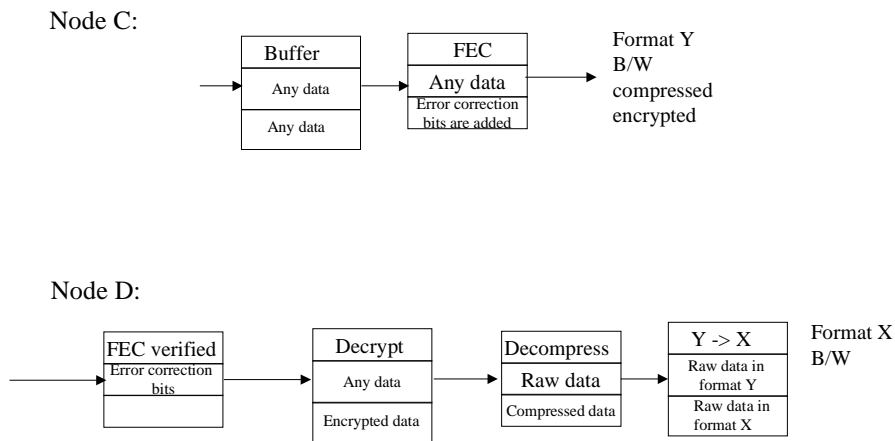 Node C:
Buffer
Any data
Any data
FEC
Any data
Error correction
bits are added
Format Y
B/W
compressed
encrypted
Node D:
FEC verified
Error correction
bits
Decrypt
Any data
Encrypted data
Decompress
Raw data
Compressed data
Y -> X
Raw data in
format Y
Raw data in
format X
Format X
B/W